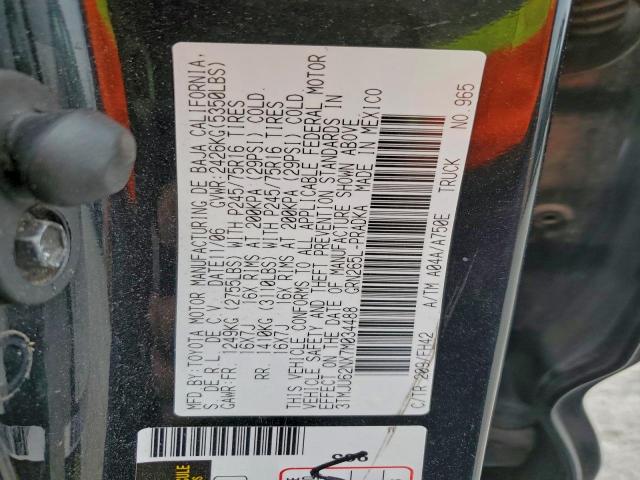 MFD BY:TOYOTA MOTOR MANUFACTURING DE BAJA CALIFORNIA,
S. DE R. L. DE C. V. DATE:11/06 GVWR:2428KG(5350LBS)
GAWR:FR. 1249KG (2755LBS) WITH P245/75R16 TIRES
16X7J 16X RIMS AT 200KPA (29PSI) COLD.
RR. 1410KG (3110LBS) WITH P245/75R16 TIRES
16X7J 16X RIMS AT 200KPA (29PSI) COLD.
THIS VEHICLE CONFORMS TO ALL APPLICABLE FEDERAL MOTOR
VEHICLE SAFETY AND THEFT PREVENTION STANDARDS IN
EFFECT ON THE DATE OF MANUFACTURE SHOWN ABOVE.
3TMJU62NX7M034488 GRN265L-PRADKA MADE IN MEXICO
C/TR 209/FH42 A/TM A04A/A750E TRUCK NO.965
965